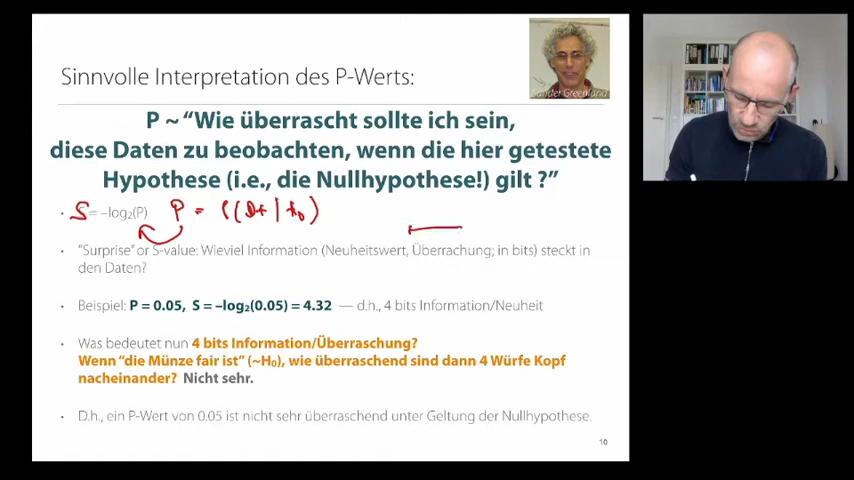 Sinnvolle Interpretation des P-Werts:
Sander Greenland
P ~ “Wie überrascht sollte ich sein,
diese Daten zu beobachten, wenn die hier getestete
Hypothese (i.e., die Nullhypothese!) gilt ?”
• S = –log₂(P) P = P(D+ | H₀)
• “Surprise” or S-value: Wieviel Information (Neuheitswert, Überrachung; in bits) steckt in
den Daten?
• Beispiel: P = 0.05, S = –log₂(0.05) = 4.32 — d.h., 4 bits Information/Neuheit
• Was bedeutet nun 4 bits Information/Überraschung?
Wenn “die Münze fair ist” (~H₀), wie überraschend sind dann 4 Würfe Kopf
nacheinander? Nicht sehr.
• D.h., ein P-Wert von 0.05 ist nicht sehr überraschend unter Geltung der Nullhypothese.
10